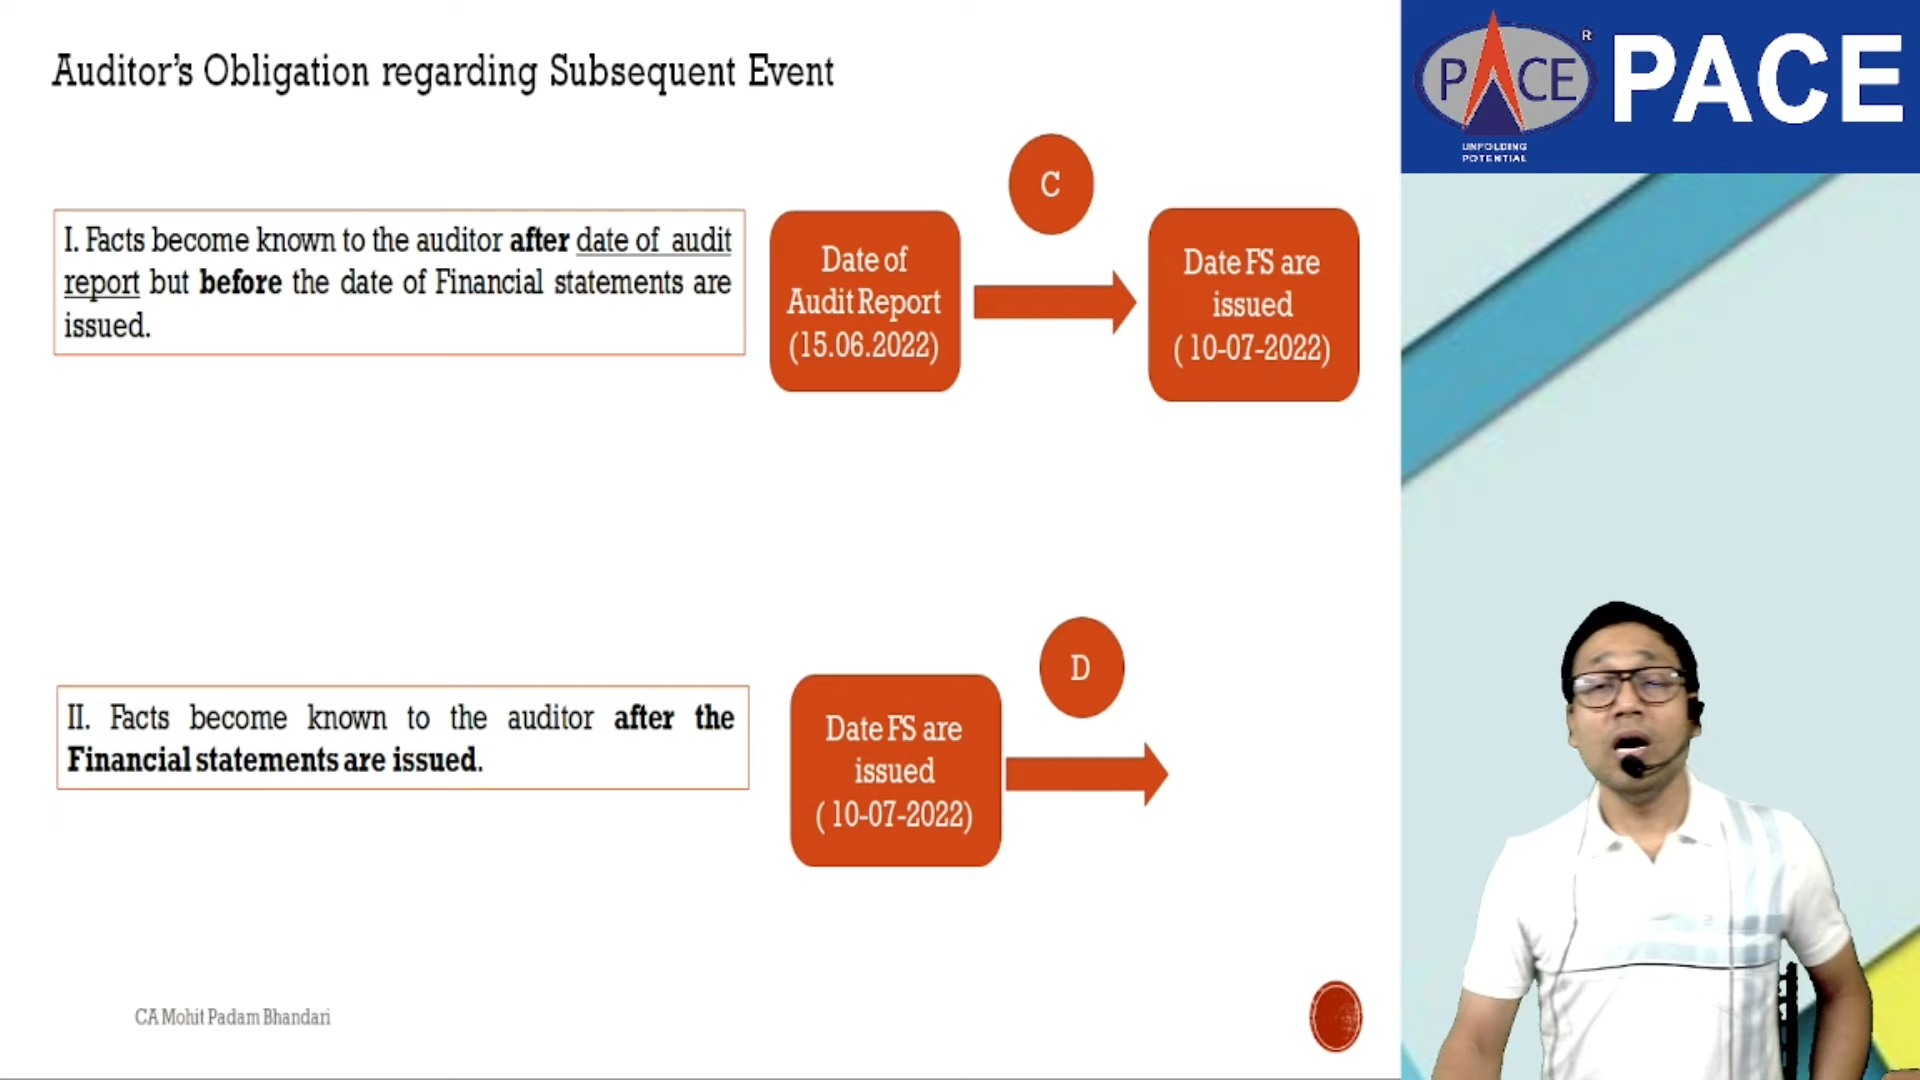 Auditor's Obligation regarding Subsequent Event
I. Facts become known to the auditor after date of audit
report but before the date of Financial statements are
issued.
Date of
Audit Report
(15.06.2022)
C
Date FS are
issued
( 10-07-2022)
II. Facts become known to the auditor after the
Financial statements are issued.
Date FS are
issued
( 10-07-2022)
D
CA Mohit Padam Bhandari
PACE
R
UNFOLDING
POTENTIAL
PACE